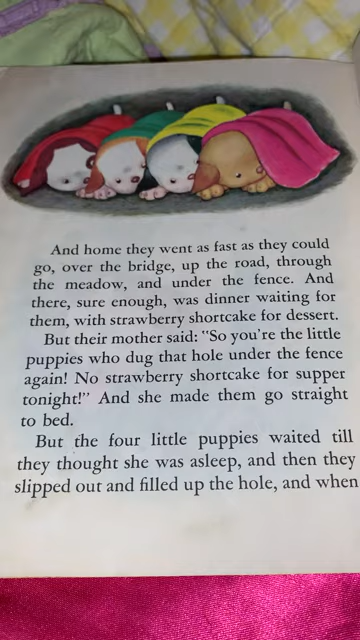 And home they went as fast as they could
go, over the bridge, up the road, through
the meadow, and under the fence. And
there, sure enough, was dinner waiting for
them, with strawberry shortcake for dessert.
But their mother said: "So you're the little
puppies who dug that hole under the fence
again! No strawberry shortcake for supper
tonight!" And she made them go straight
to bed.
But the four little puppies waited till
they thought she was asleep, and then they
slipped out and filled up the hole, and when